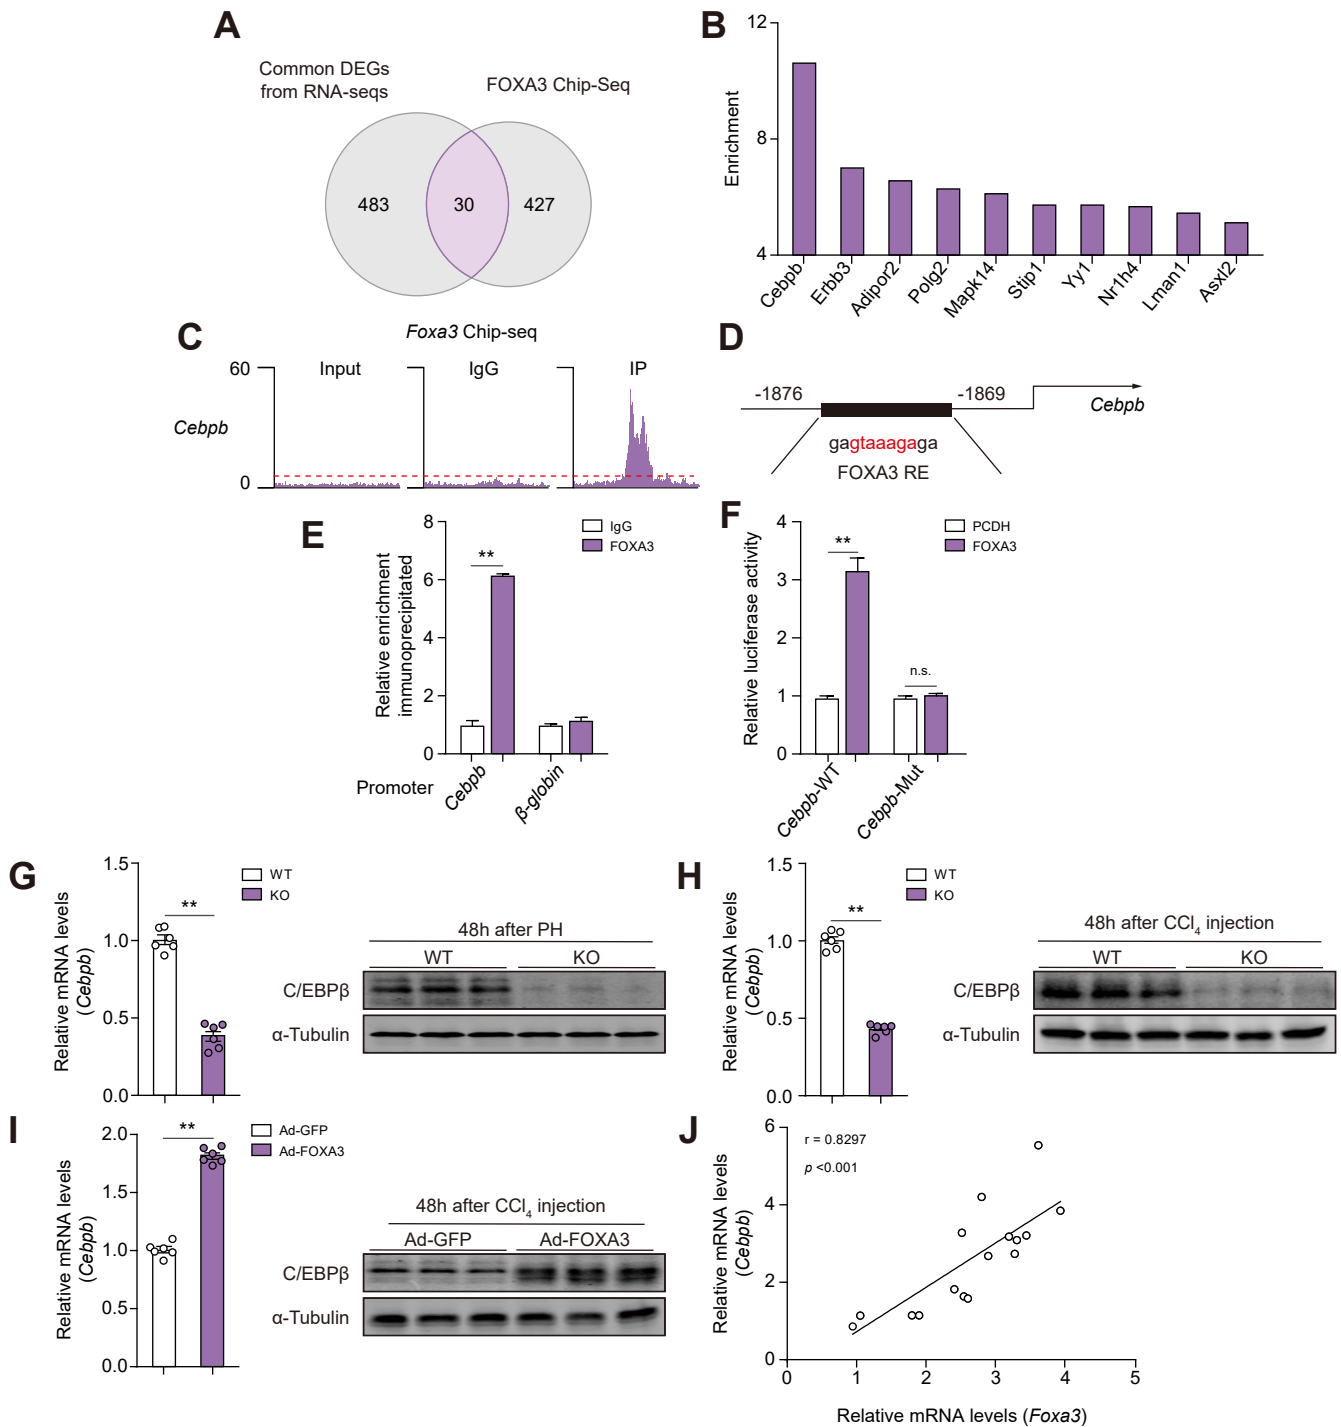 A
Common DEGs
from RNA-seqs
FOXA3 Chip-Seq
483
30
427
B
Enrichment
12
8
4
Cebpb
Erbb3
Adipor2
Polg2
Mapk14
Stip1
Yy1
Nr1h4
Lman1
Asxl2
C
Foxa3 Chip-seq
60
0
Cebpb
Input
IgG
IP
D
-1876
-1869
Cebpb
gagtaaagaga
FOXA3 RE
E
Relative enrichment
immunoprecipitated
8
6
4
2
0
**
IgG
FOXA3
Promoter
Cebpb
β-globin
F
Relative luciferase activity
4
3
2
1
0
**
n.s.
PCDH
FOXA3
Cebpb-WT
Cebpb-Mut
G
Relative mRNA levels
(Cebpb)
1.5
1.0
0.5
0.0
**
WT
KO
48h after PH
WT
KO
C/EBPβ
α-Tubulin
H
Relative mRNA levels
(Cebpb)
1.5
1.0
0.5
0.0
**
WT
KO
48h after CCl4 injection
WT
KO
C/EBPβ
α-Tubulin
I
Relative mRNA levels
(Cebpb)
2.0
1.5
1.0
0.5
0.0
**
Ad-GFP
Ad-FOXA3
48h after CCl4 injection
Ad-GFP
Ad-FOXA3
C/EBPβ
α-Tubulin
J
Relative mRNA levels
(Cebpb)
6
4
2
0
r = 0.8297
p <0.001
0
1
2
3
4
5
Relative mRNA levels (Foxa3)